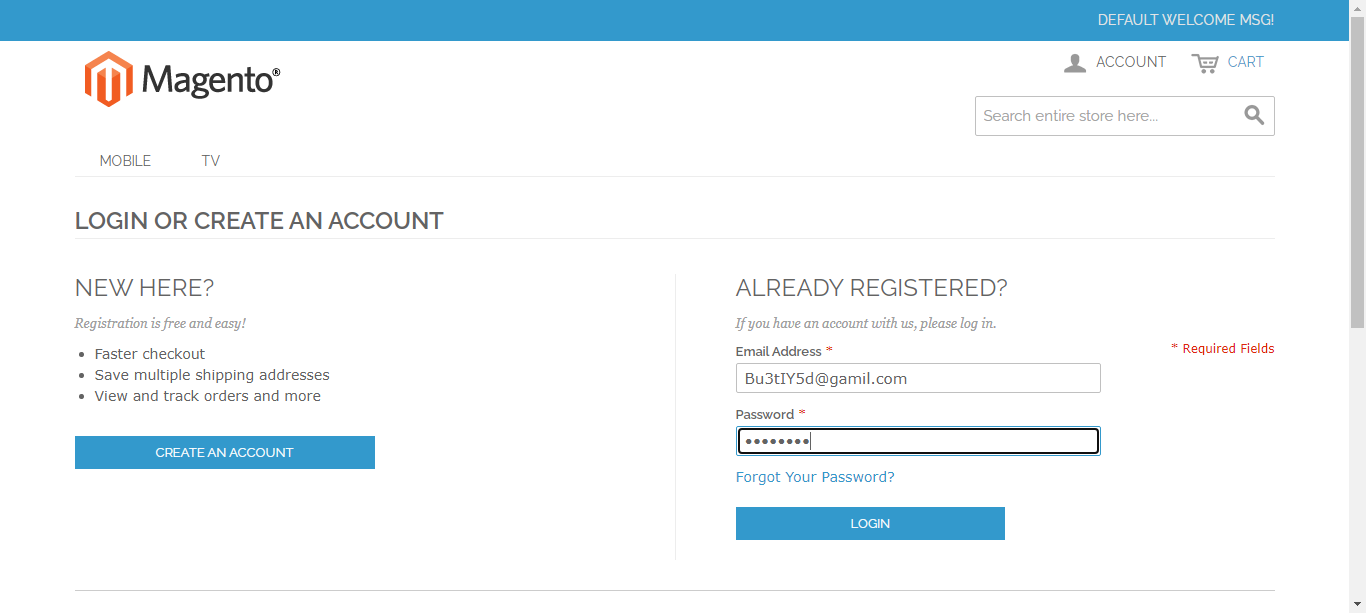 DEFAULT WELCOME MSG!
Magento®
ACCOUNT
CART
Search entire store here...
MOBILE
TV
LOGIN OR CREATE AN ACCOUNT
NEW HERE?
Registration is free and easy!
Faster checkout
Save multiple shipping addresses
View and track orders and more
CREATE AN ACCOUNT
ALREADY REGISTERED?
If you have an account with us, please log in.
* Required Fields
Email Address *
Bu3tIY5d@gamil.com
Password *
••••••••
Forgot Your Password?
LOGIN